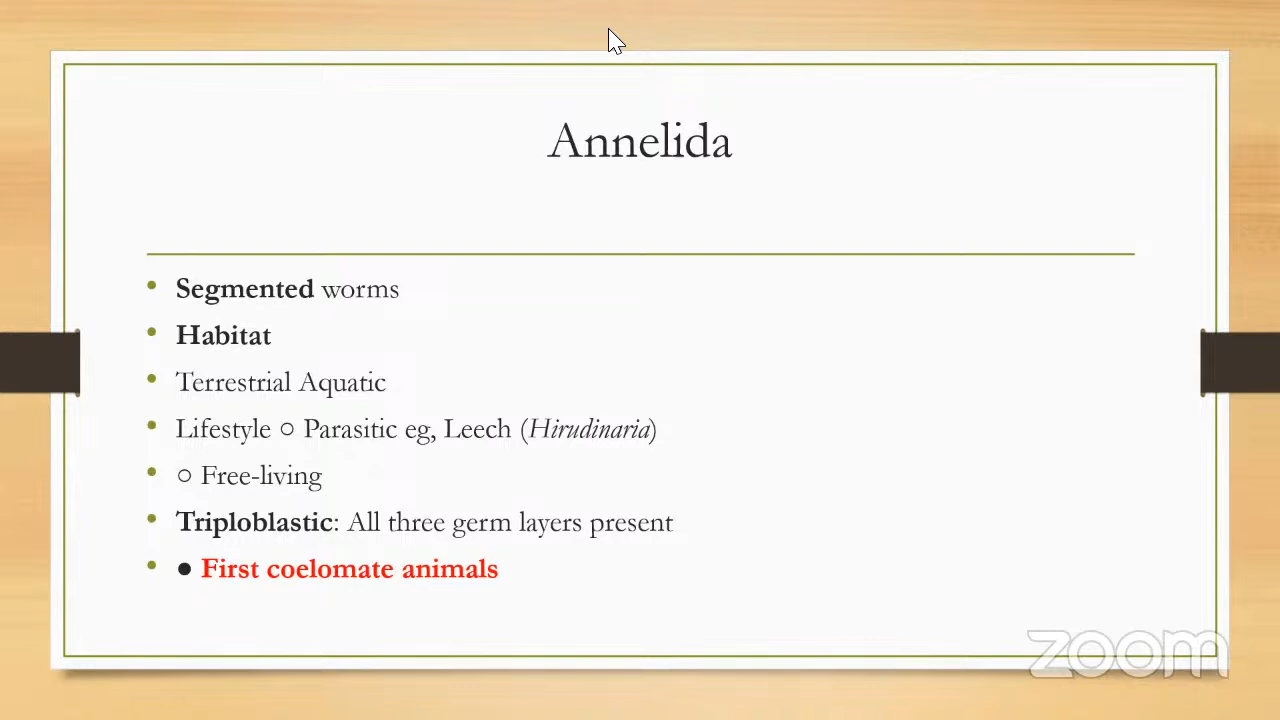 Annelida
• Segmented worms
• Habitat
• Terrestrial Aquatic
• Lifestyle ○ Parasitic eg, Leech (Hirudinaria)
• ○ Free-living
• Triploblastic: All three germ layers present
• ● First coelomate animals
zoom